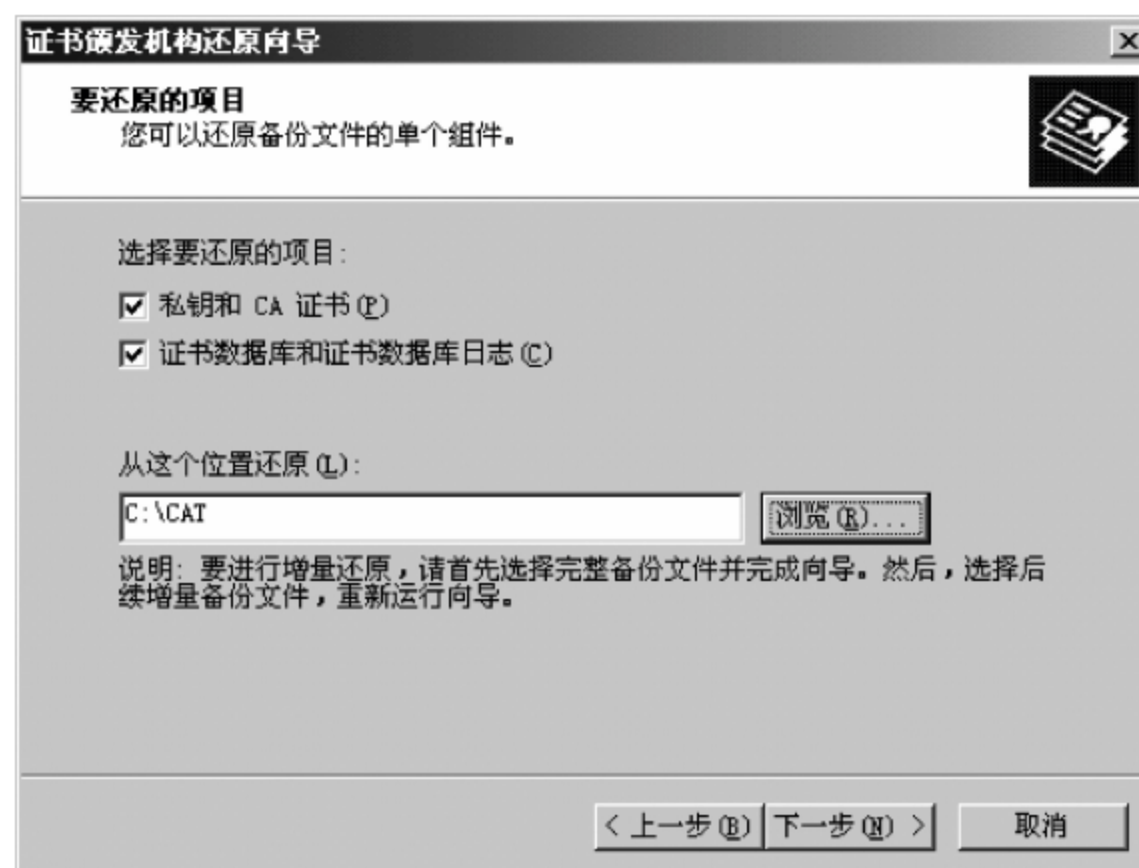 证书颁发机构还原向导
要还原的项目
您可以还原备份文件的单个组件。
选择要还原的项目:
私钥和 CA 证书(P)
证书数据库和证书数据库日志(C)
从这个位置还原(L):
C:\CAT
浏览(R)...
说明: 要进行增量还原,请首先选择完整备份文件并完成向导。然后,选择后
续增量备份文件,重新运行向导。
< 上一步(B) 下一步(N) > 取消